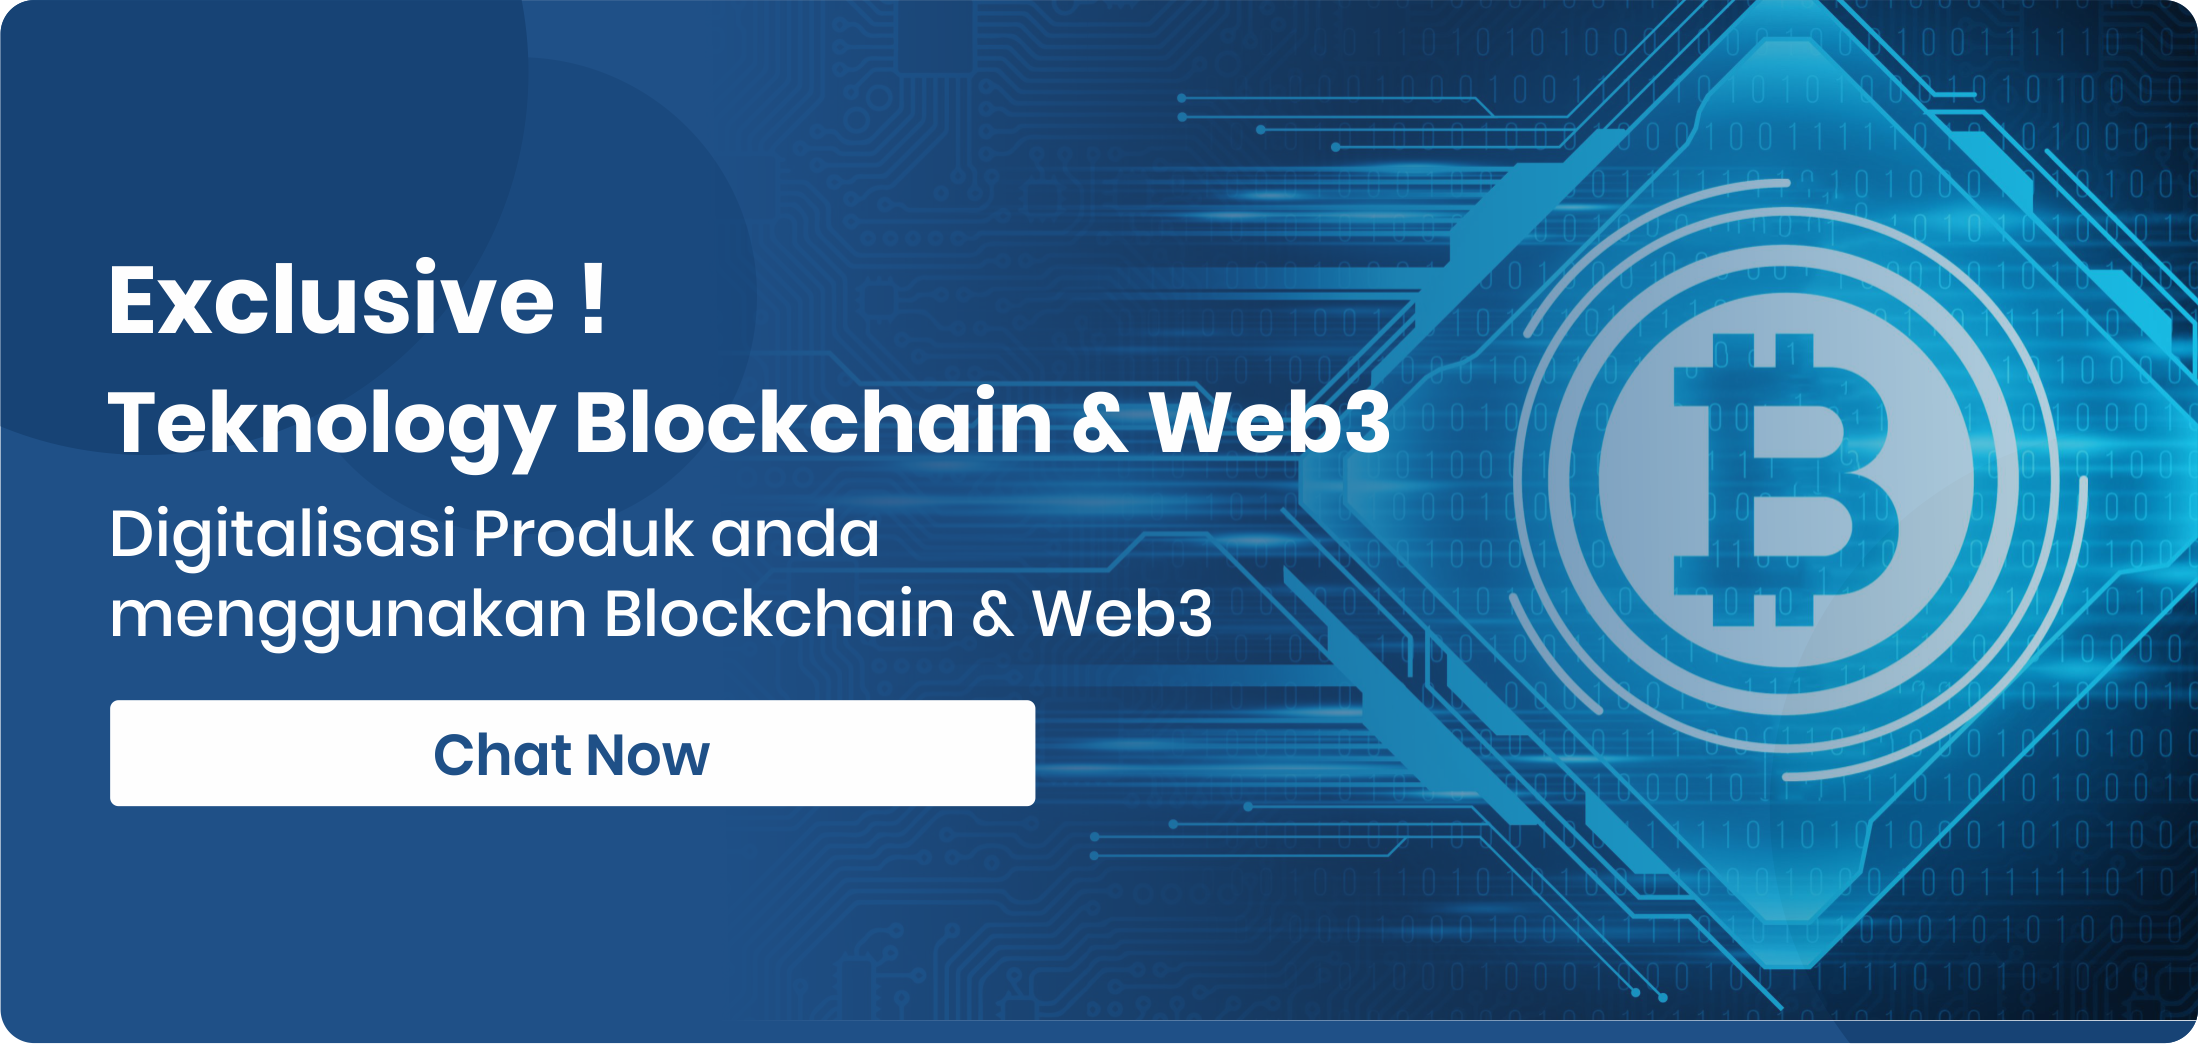 Exclusive !
Teknology Blockchain & Web3
Digitalisasi Produk anda
menggunakan Blockchain & Web3
Chat Now